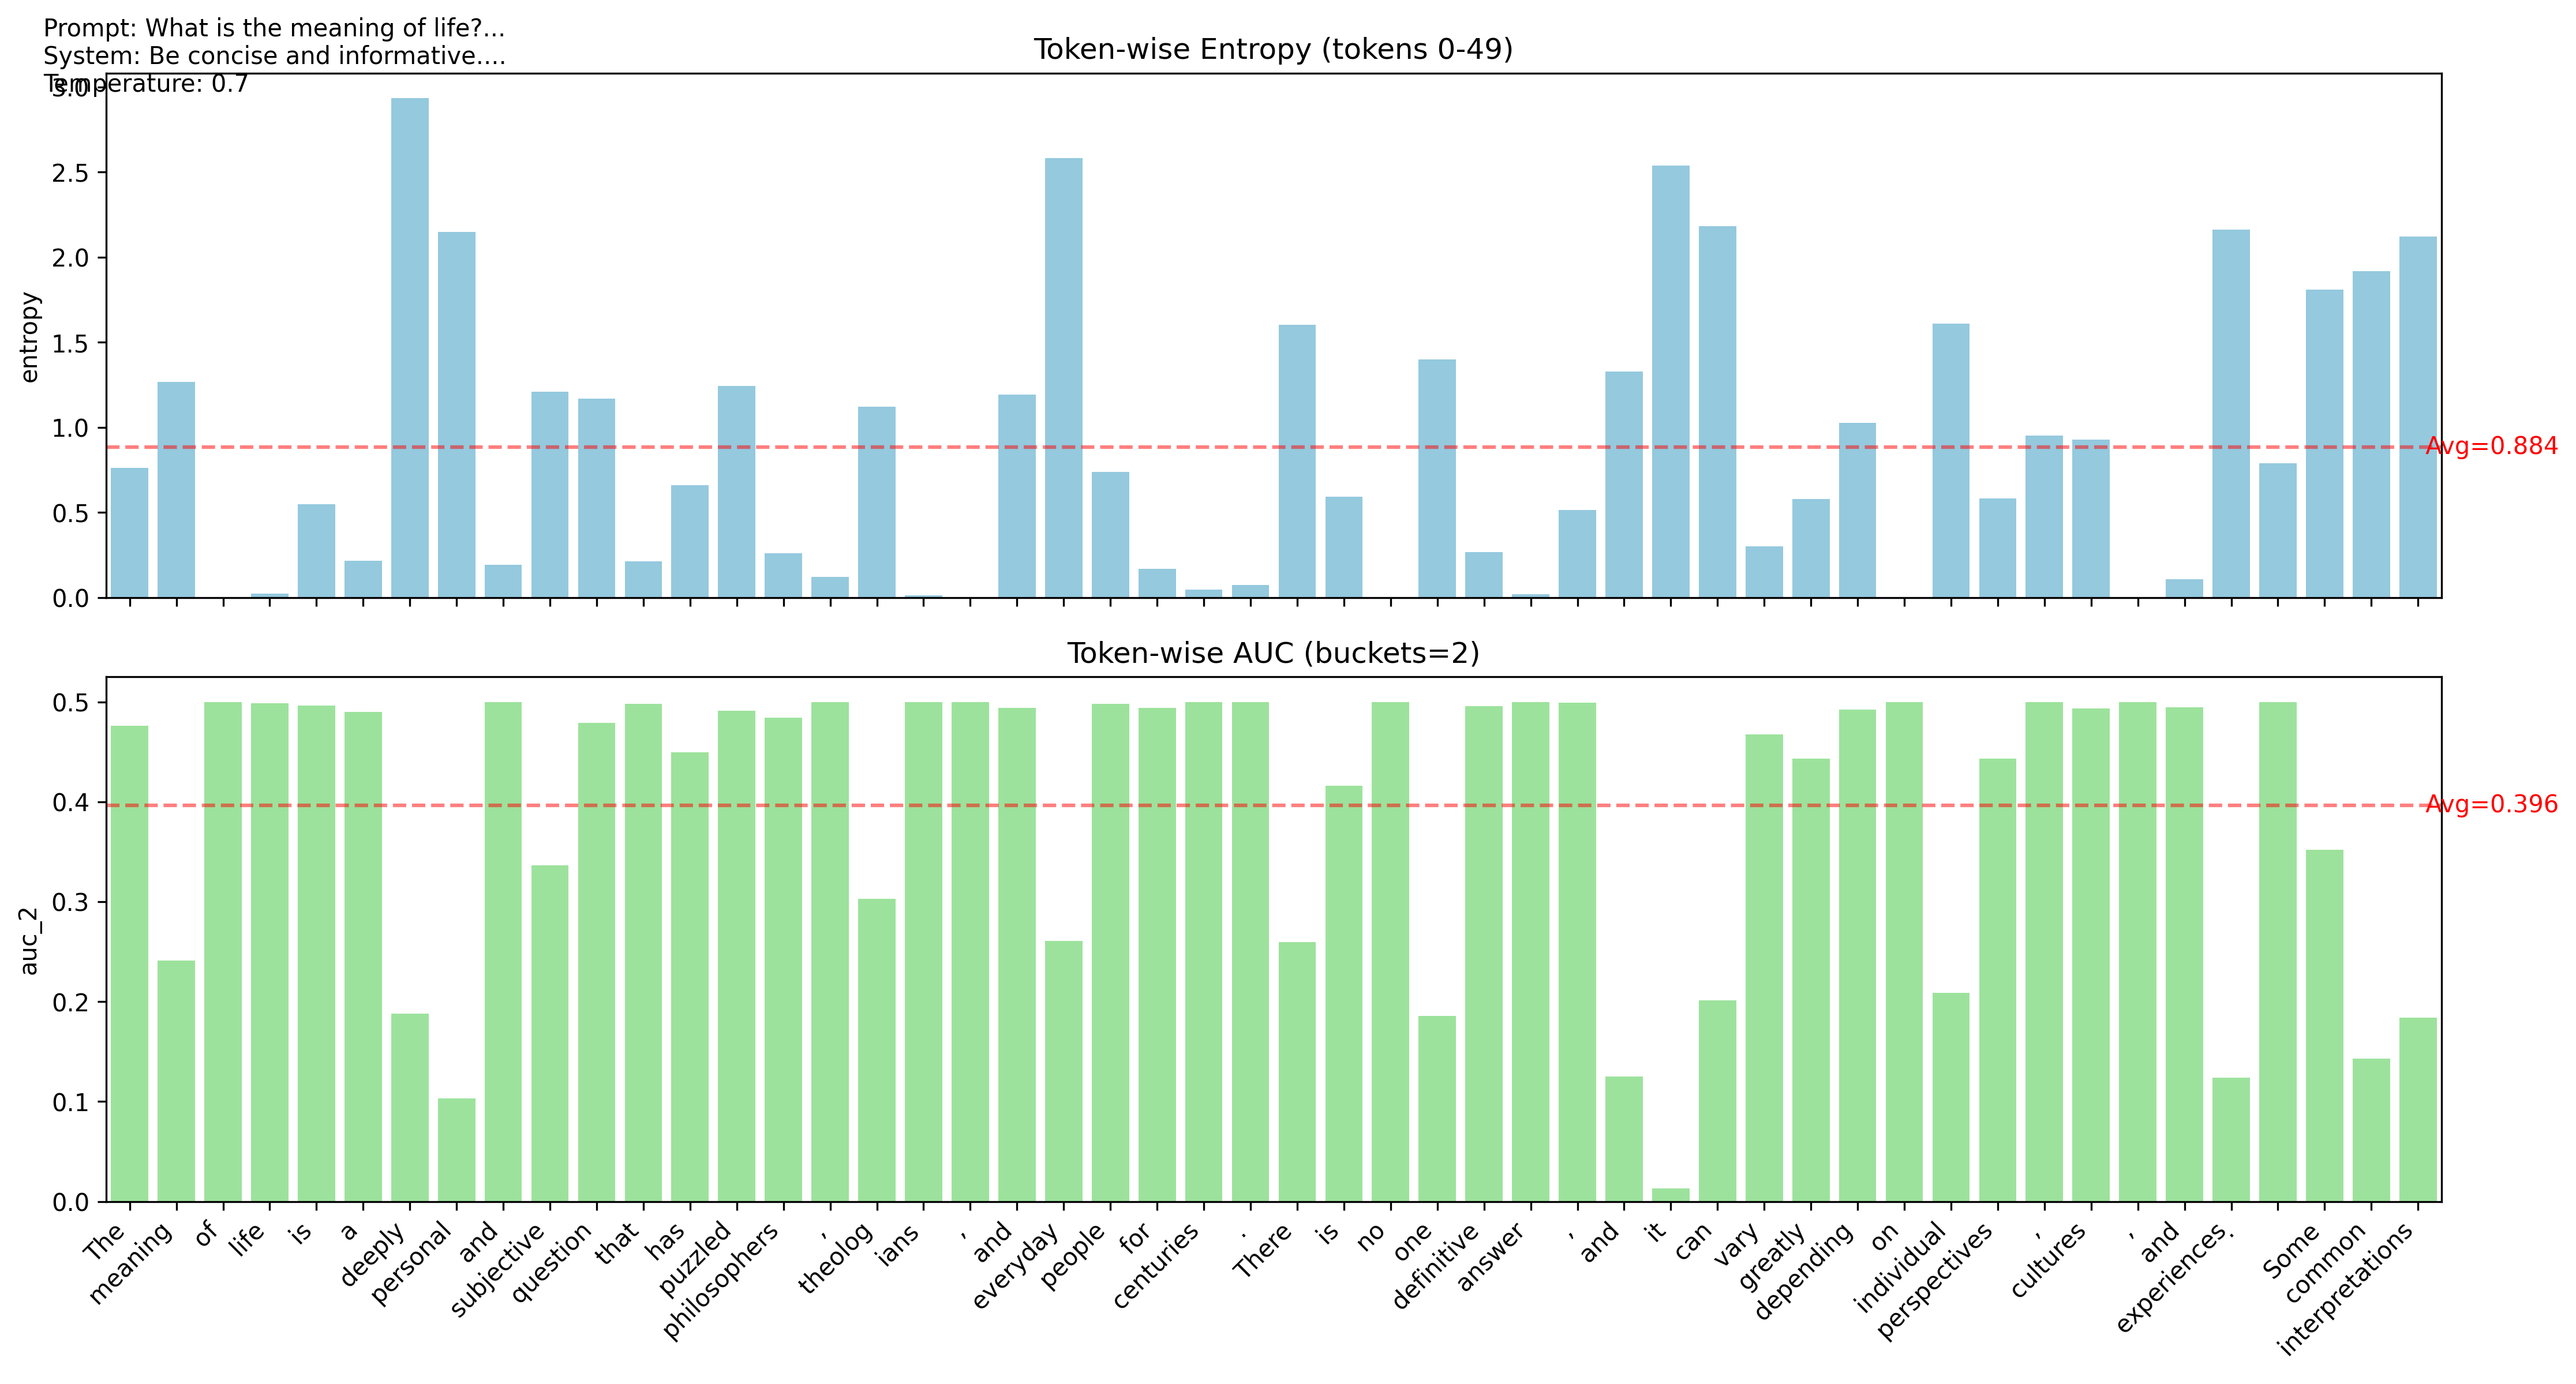 Prompt: What is the meaning of life?...
System: Be concise and informative....
Temperature: 0.7
Token-wise Entropy (tokens 0-49)
3.0
2.5
2.0
1.5
1.0
0.5
0.0
entropy
Avg=0.884
Token-wise AUC (buckets=2)
0.5
0.4
0.3
0.2
0.1
0.0
auc_2
Avg=0.396
The
meaning
of
life
is
a
deeply
personal
and
subjective
question
that
has
puzzled
philosophers
,
theolog
ians
,
and
everyday
people
for
centuries
.
There
is
no
one
definitive
answer
,
and
it
can
vary
greatly
depending
on
individual
perspectives
,
cultures
,
and
experiences
.
Some
common
interpretations